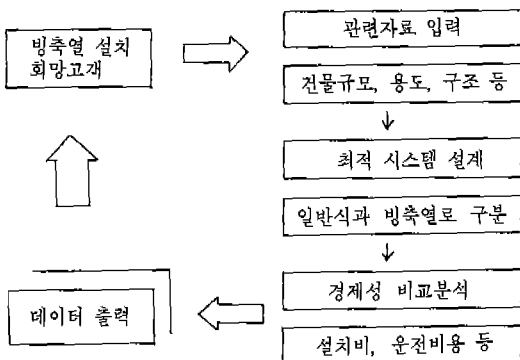 빙축열 설치
희망고객
관련자료 입력
건물규모, 용도, 구조 등
최적 시스템 설계
일반식과 빙축열로 구분
경제성 비교분석
설치비, 운전비용 등
데이터 출력